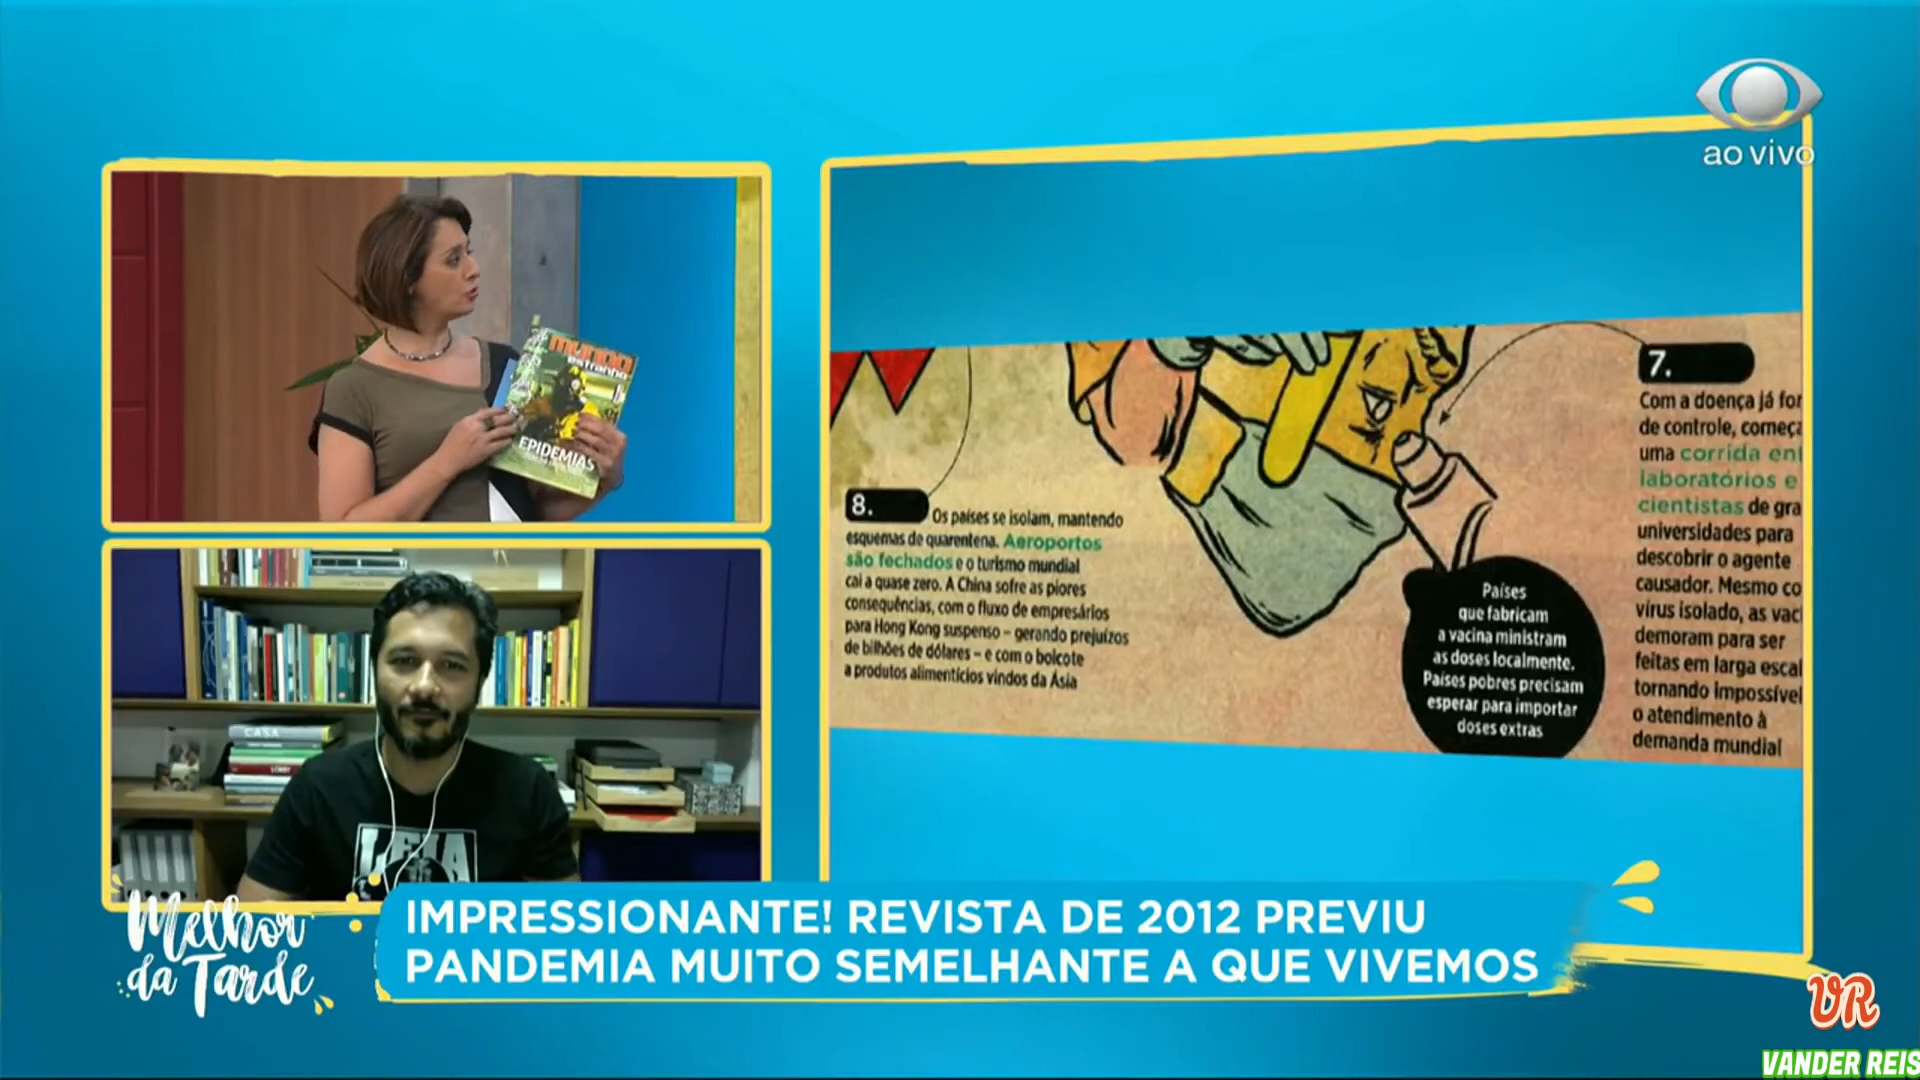 ao vivo
mundo
estranho
EPIDEMIAS
7.
Com a doença já for
de controle, começa
uma corrida ent
laboratórios e
cientistas de gra
universidades para
descobrir o agente
causador. Mesmo co
vírus isolado, as vac
demoram para ser
feitas em larga escal
tornando impossível
o atendimento à
demanda mundial
8.
Os países se isolam, mantendo
esquemas de quarentena. Aeroportos
são fechados e o turismo mundial
cai a quase zero. A China sofre as piores
consequências, com o fluxo de empresários
para Hong Kong suspenso – gerando prejuízos
de bilhões de dólares – e com o boicote
a produtos alimentícios vindos da Ásia
Países
que fabricam
a vacina ministram
as doses localmente.
Países pobres precisam
esperar para importar
doses extras
CASA
LEIA
Melhor
da Tarde
IMPRESSIONANTE! REVISTA DE 2012 PREVIU
PANDEMIA MUITO SEMELHANTE A QUE VIVEMOS
VR
VANDER REIS